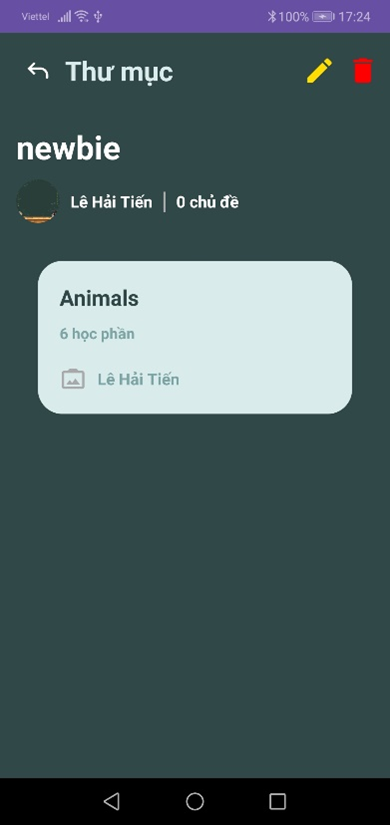 Viettel 100% 17:24
Thư mục
newbie
Lê Hải Tiến | 0 chủ đề
Animals
6 học phần
Lê Hải Tiến